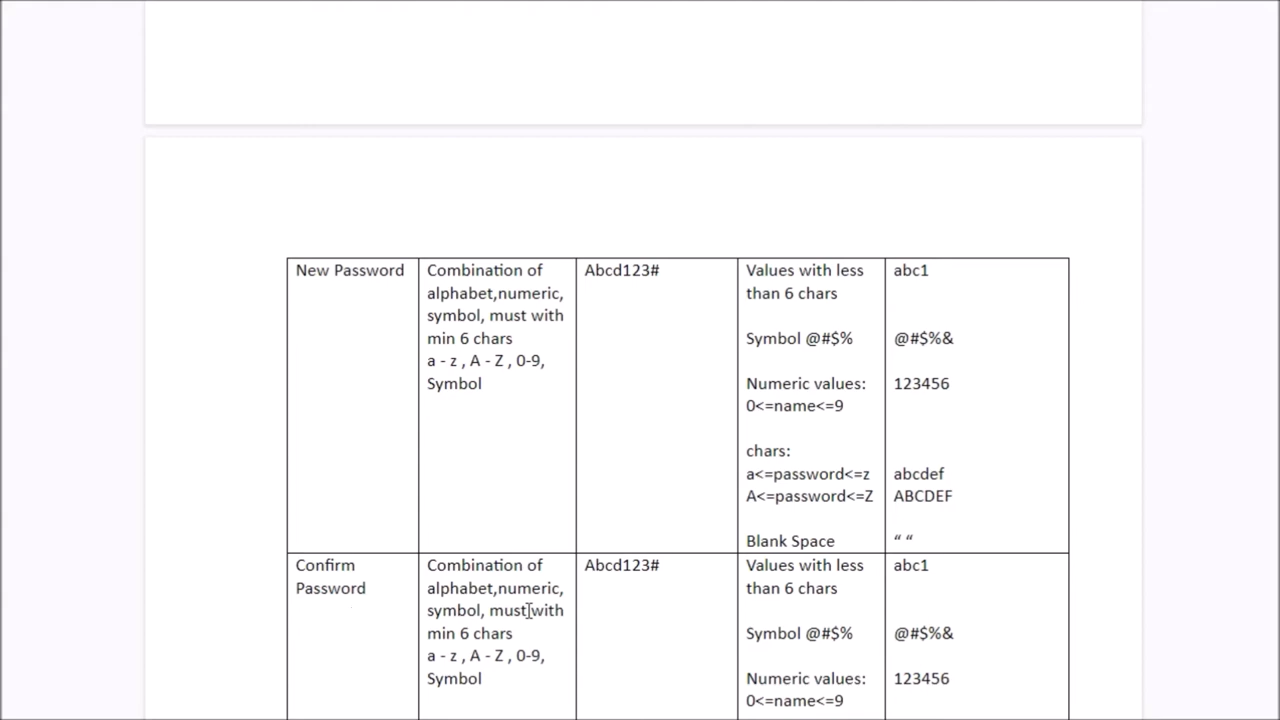 New Password
Combination of
alphabet,numeric,
symbol, must with
min 6 chars
a - z , A - Z , 0-9,
Symbol
Abcd123#
Values with less
than 6 chars
Symbol @#$%
Numeric values:
0<=name<=9
chars:
a<=password<=z
A<=password<=Z
Blank Space
abc1
@#$%&
123456
abcdef
ABCDEF
“ “
Confirm
Password
Combination of
alphabet,numeric,
symbol, must with
min 6 chars
a - z , A - Z , 0-9,
Symbol
Abcd123#
Values with less
than 6 chars
Symbol @#$%
Numeric values:
0<=name<=9
abc1
@#$%&
123456